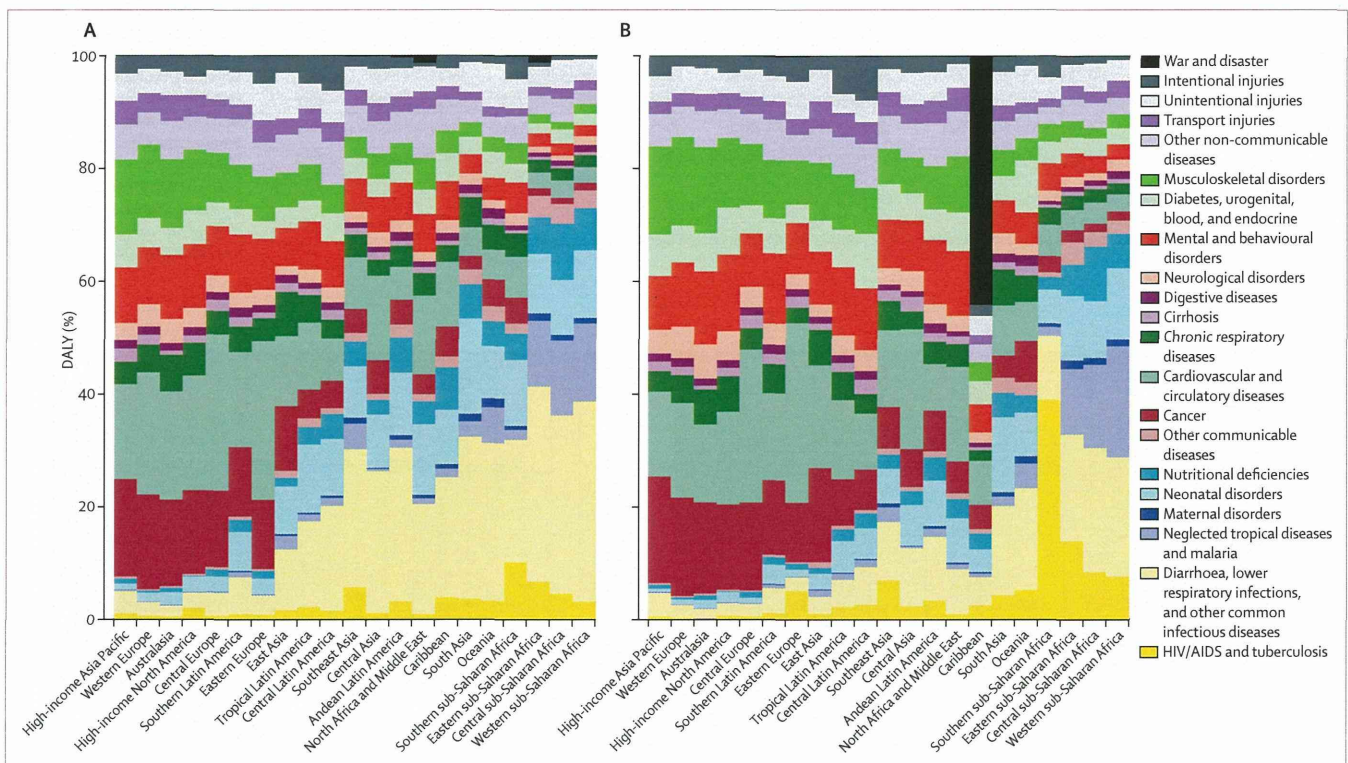 A
B
DALY (%)
100
80
60
40
20
0
High-income Asia Pacific
Western Europe
Australasia
High-income North America
Central Europe
Southern Latin America
Eastern Europe
East Asia
Tropical Latin America
Central Latin America
Southeast Asia
Central Asia
Andean Latin America
North Africa and Middle East
Caribbean
South Asia
Oceania
Southern sub-Saharan Africa
Eastern sub-Saharan Africa
Central sub-Saharan Africa
Western sub-Saharan Africa
High-income Asia Pacific
Western Europe
Australasia
High-income North America
Central Europe
Southern Latin America
Eastern Europe
East Asia
Tropical Latin America
Central Latin America
Southeast Asia
Central Asia
Andean Latin America
North Africa and Middle East
Caribbean
South Asia
Oceania
Southern sub-Saharan Africa
Eastern sub-Saharan Africa
Central sub-Saharan Africa
Western sub-Saharan Africa
War and disaster
Intentional injuries
Unintentional injuries
Transport injuries
Other non-communicable
diseases
Musculoskeletal disorders
Diabetes, urogenital,
blood, and endocrine
Mental and behavioural
disorders
Neurological disorders
Digestive diseases
Cirrhosis
Chronic respiratory
diseases
Cardiovascular and
circulatory diseases
Cancer
Other communicable
diseases
Nutritional deficiencies
Neonatal disorders
Maternal disorders
Neglected tropical diseases
and malaria
Diarrhoea, lower
respiratory infections,
and other common
infectious diseases
HIV/AIDS and tuberculosis